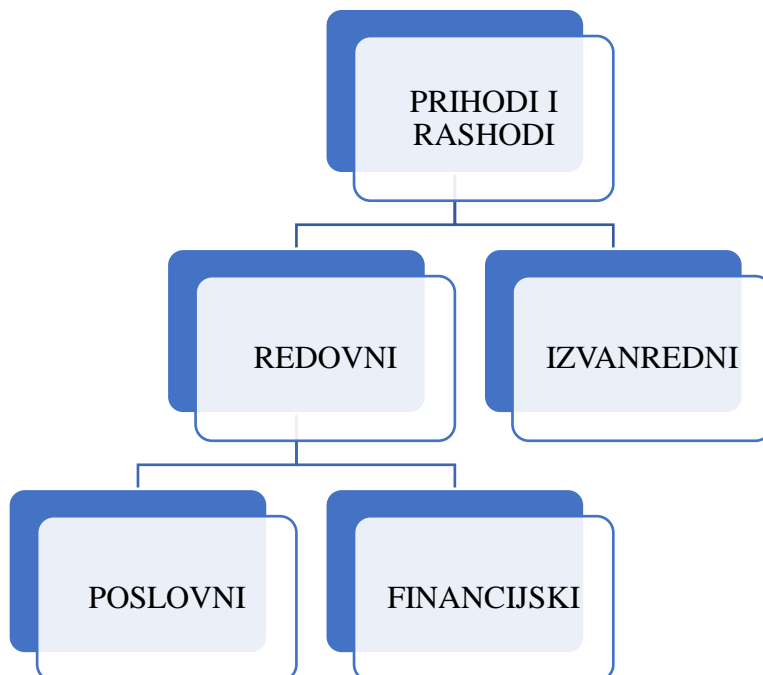 PRIHODI I
RASHODI
REDOVNI
IZVANREDNI
POSLOVNI
FINANCIJSKI